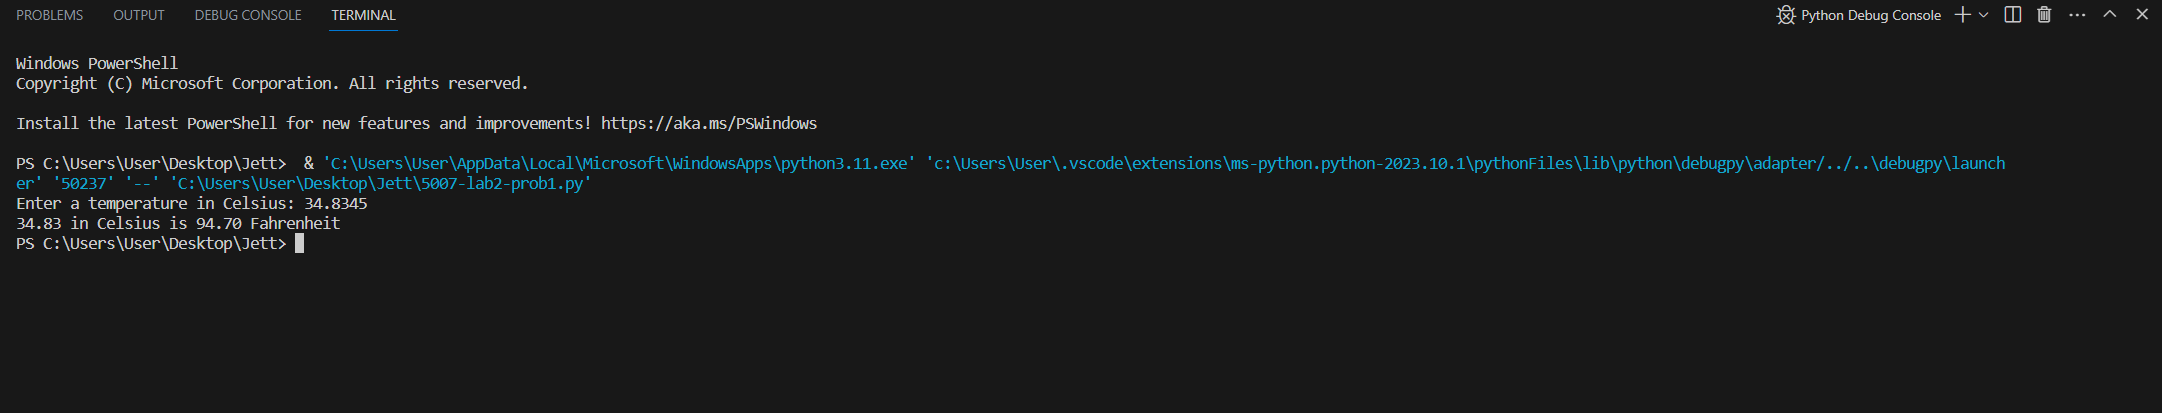 PROBLEMS OUTPUT DEBUG CONSOLE TERMINAL Python Debug Console
Windows PowerShell
Copyright (C) Microsoft Corporation. All rights reserved.
Install the latest PowerShell for new features and improvements! https://aka.ms/PSWindows
PS C:\Users\User\Desktop\Jett>  & 'C:\Users\User\AppData\Local\Microsoft\WindowsApps\python3.11.exe' 'c:\Users\User\.vscode\extensions\ms-python.python-2023.10.1\pythonFiles\lib\python\debugpy\adapter/../..\debugpy\launch
er' '50237' '--' 'C:\Users\User\Desktop\Jett\5007-lab2-prob1.py'
Enter a temperature in Celsius: 34.8345
34.83 in Celsius is 94.70 Fahrenheit
PS C:\Users\User\Desktop\Jett>